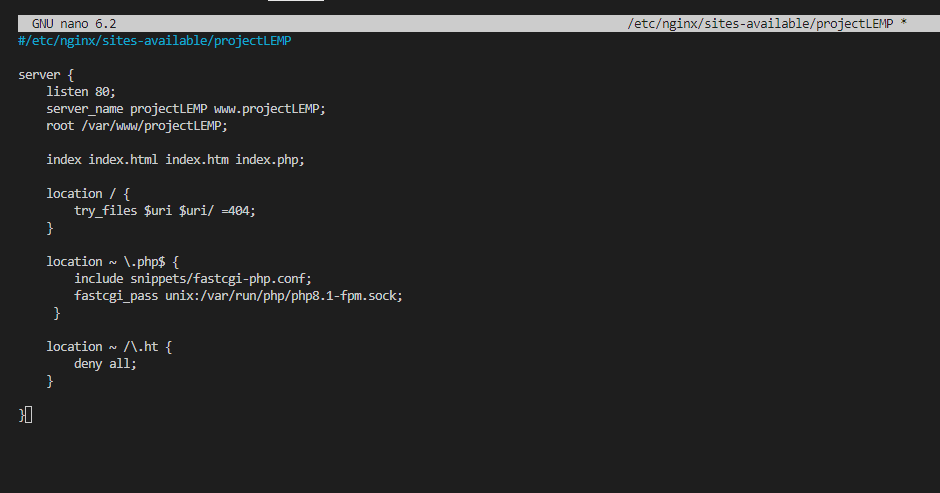 GNU nano 6.2 /etc/nginx/sites-available/projectLEMP *
#/etc/nginx/sites-available/projectLEMP
server {
listen 80;
server_name projectLEMP www.projectLEMP;
root /var/www/projectLEMP;
index index.html index.htm index.php;
location / {
try_files $uri $uri/ =404;
}
location ~ \.php$ {
include snippets/fastcgi-php.conf;
fastcgi_pass unix:/var/run/php/php8.1-fpm.sock;
}
location ~ /\.ht {
deny all;
}
}